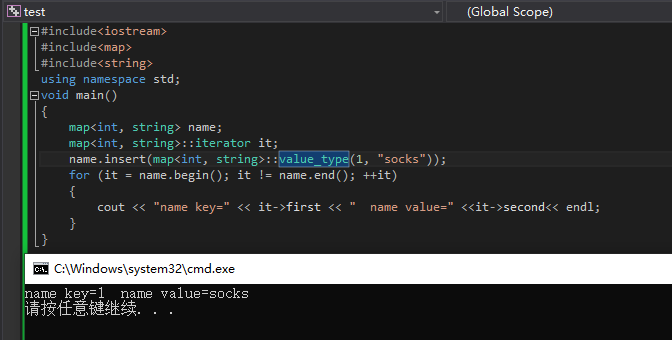 test (Global Scope)
#include<iostream>
#include<map>
#include<string>
using namespace std;
void main()
{
map<int, string> name;
map<int, string>::iterator it;
name.insert(map<int, string>::value_type(1, "socks"));
for (it = name.begin(); it != name.end(); ++it)
{
cout << "name key=" << it->first << "  name value=" <<it->second<< endl;
}
}
C:\Windows\system32\cmd.exe
name key=1  name value=socks
请按任意键继续. . .